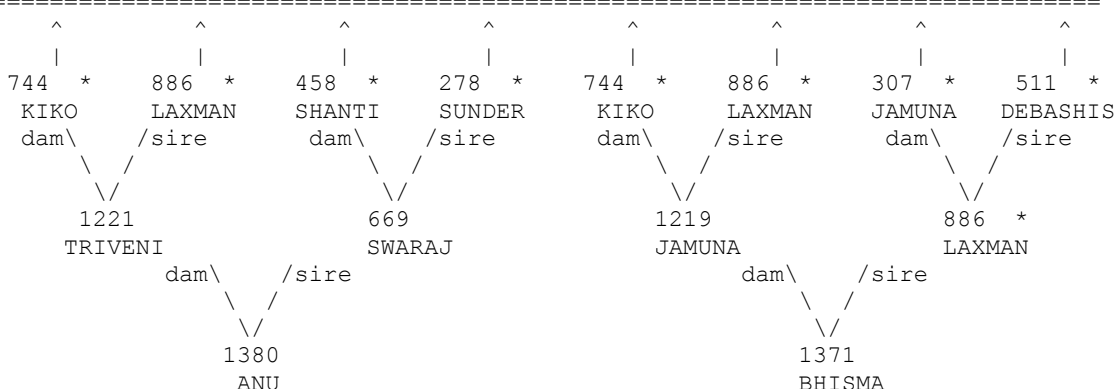 ================================================================================
^ ^ ^ ^ ^ ^ ^ ^
| | | | | | | |
744 * 886 * 458 * 278 * 744 * 886 * 307 * 511 *
KIKO LAXMAN SHANTI SUNDER KIKO LAXMAN JAMUNA DEBASHIS
dam\ /sire dam\ /sire dam\ /sire dam\ /sire
\ / \ / \ / \ /
\/ \/ \/ \/
1221 669 1219 886 *
TRIVENI SWARAJ JAMUNA LAXMAN
dam\ /sire dam\ /sire
\ / \ /
\/ \/
1380 1371
ANU BHISMA